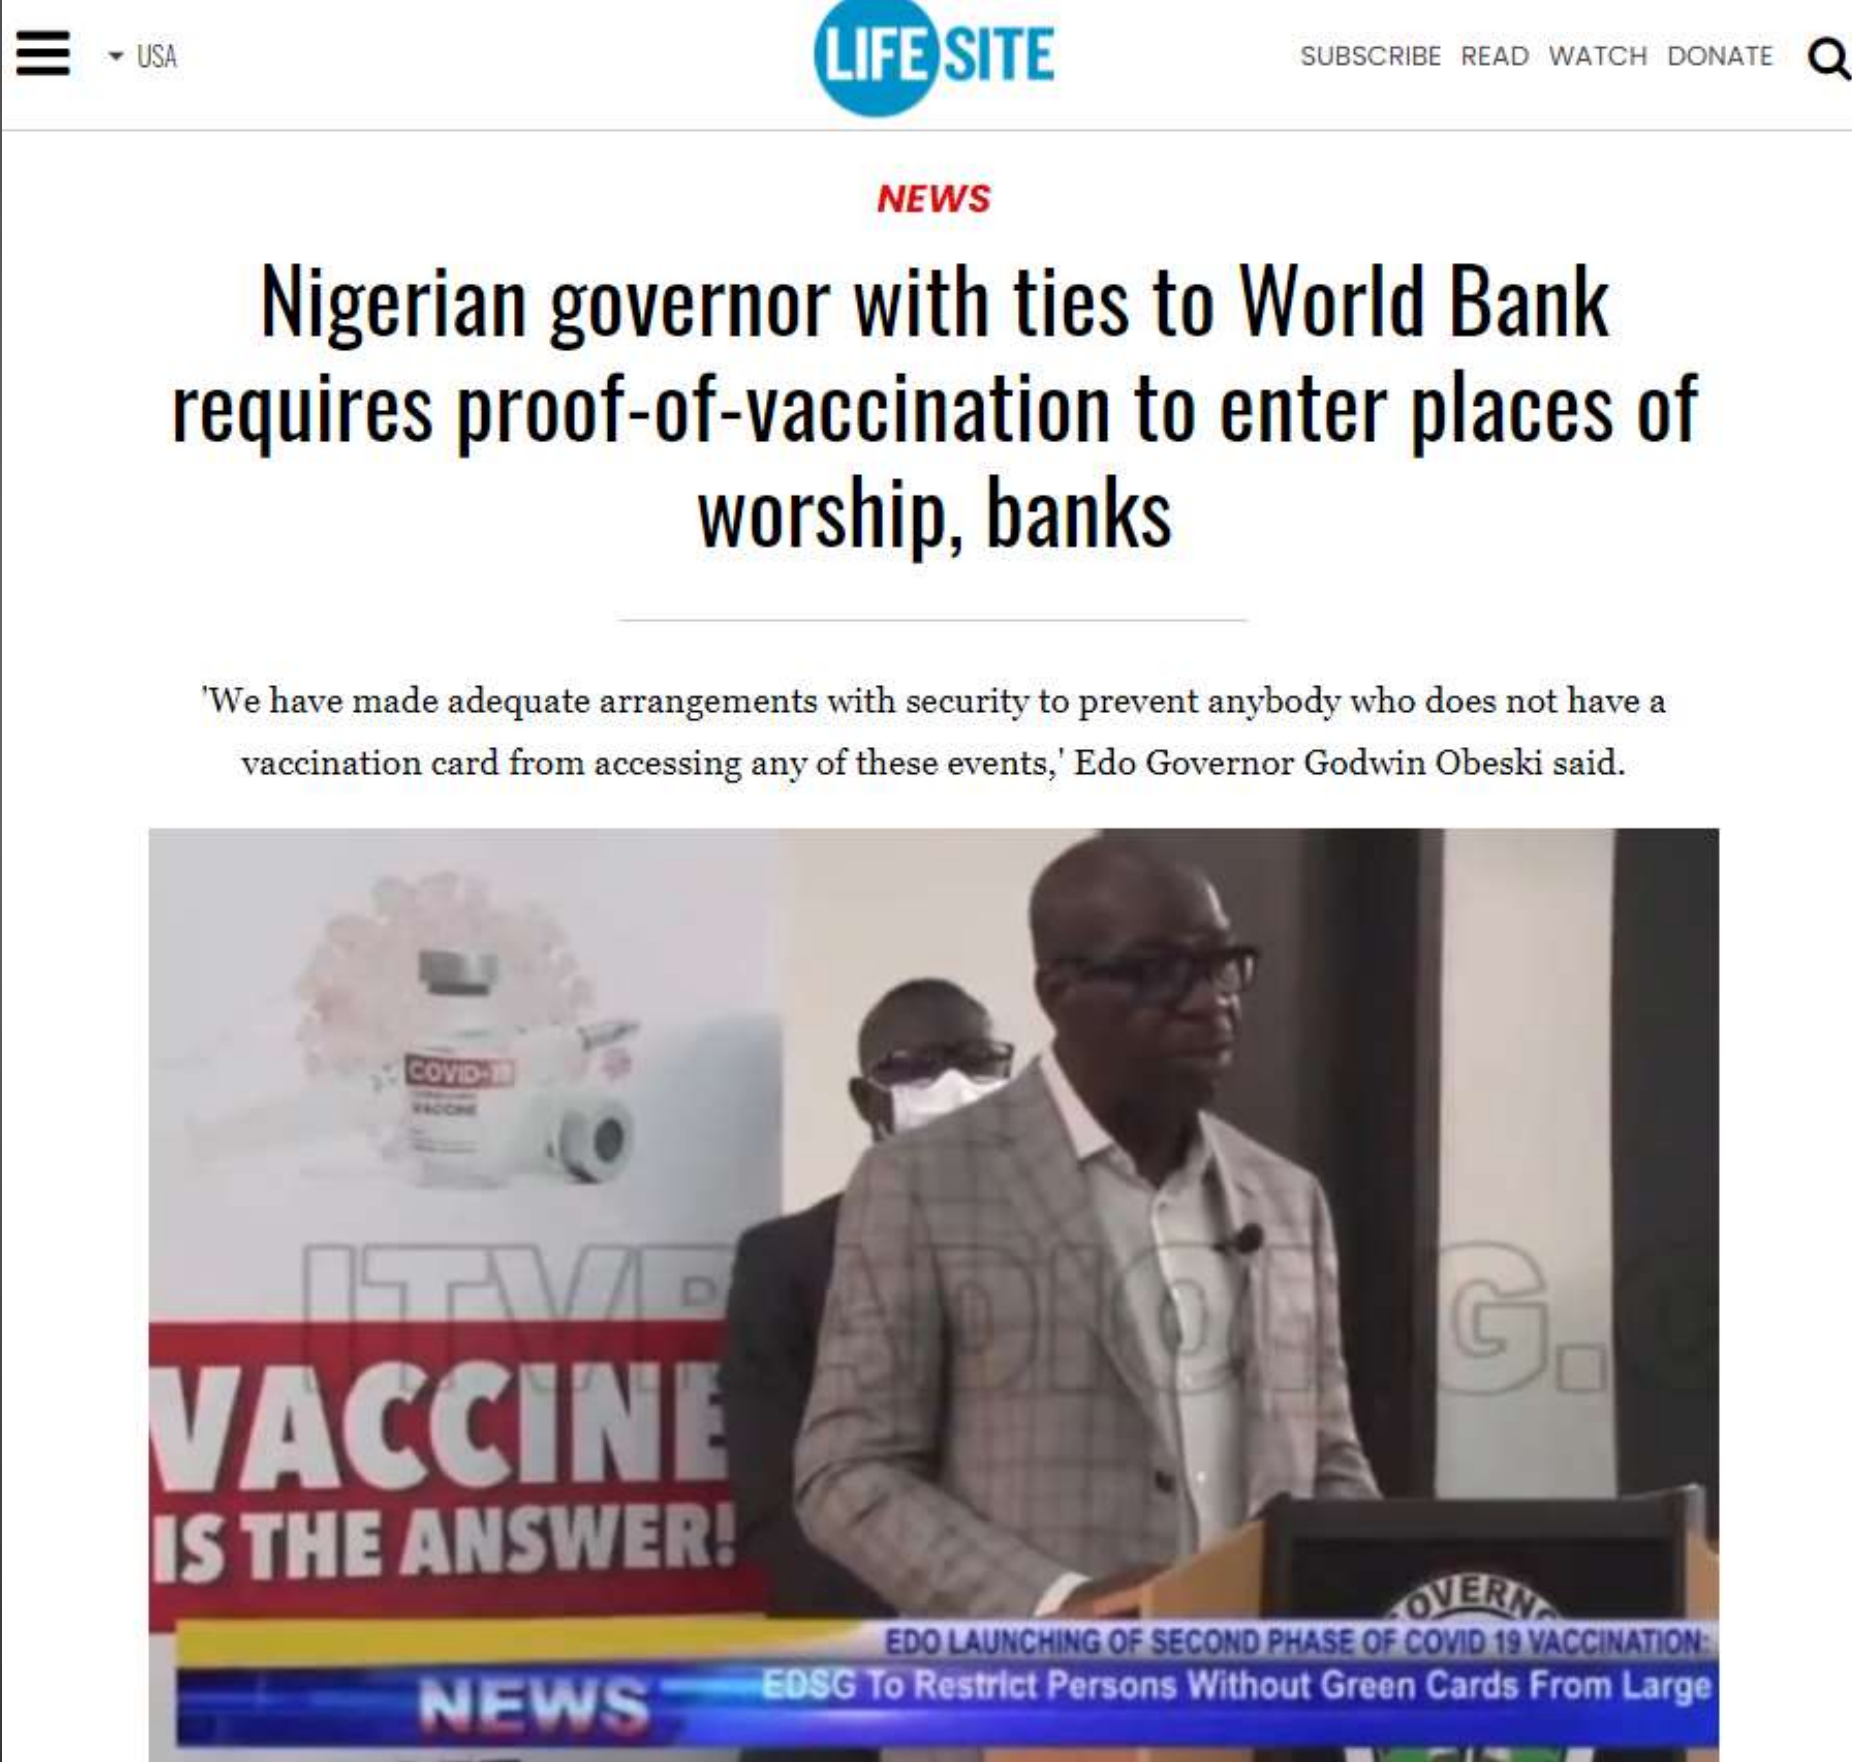 USA
LIFE SITE
SUBSCRIBE READ WATCH DONATE
NEWS
Nigerian governor with ties to World Bank
requires proof-of-vaccination to enter places of
worship, banks
'We have made adequate arrangements with security to prevent anybody who does not have a
vaccination card from accessing any of these events,' Edo Governor Godwin Obeski said.
COVID-19
VACCINE
VACCINE
IS THE ANSWER!
EDO LAUNCHING OF SECOND PHASE OF COVID 19 VACCINATION:
NEWS
EDSG To Restrict Persons Without Green Cards From Large